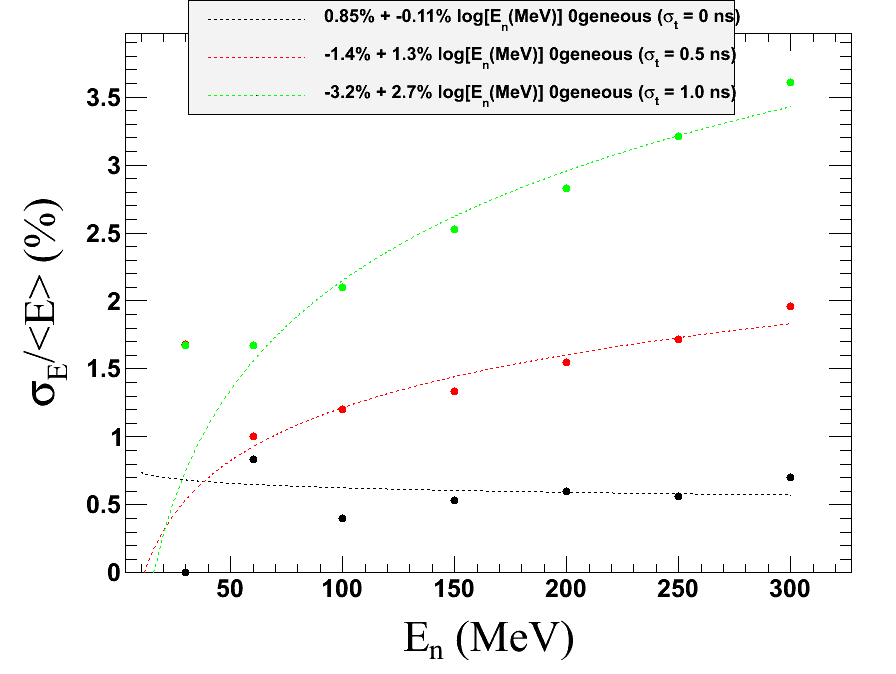 0.85% + -0.11% log[E_n(MeV)] 0geneous (σ_t = 0 ns)
-1.4% + 1.3% log[E_n(MeV)] 0geneous (σ_t = 0.5 ns)
-3.2% + 2.7% log[E_n(MeV)] 0geneous (σ_t = 1.0 ns)
σ_E/<E> (%)
3.5
3
2.5
2
1.5
1
0.5
0
50 100 150 200 250 300
E_n (MeV)